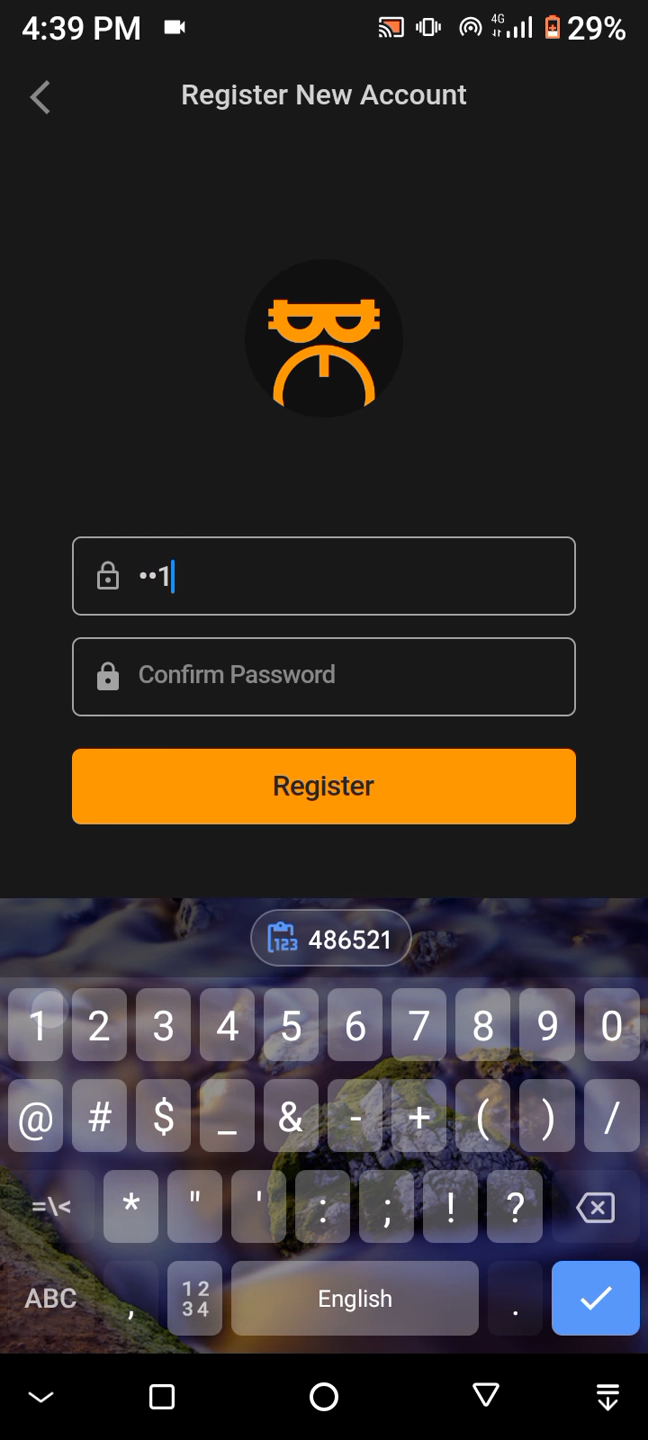 4:39 PM 4G 29%
Register New Account
••1
Confirm Password
Register
123 486521
1 2 3 4 5 6 7 8 9 0
@ # $ _ & - + ( ) /
=\< * " ' : ; ! ?
ABC , 12 34 English .